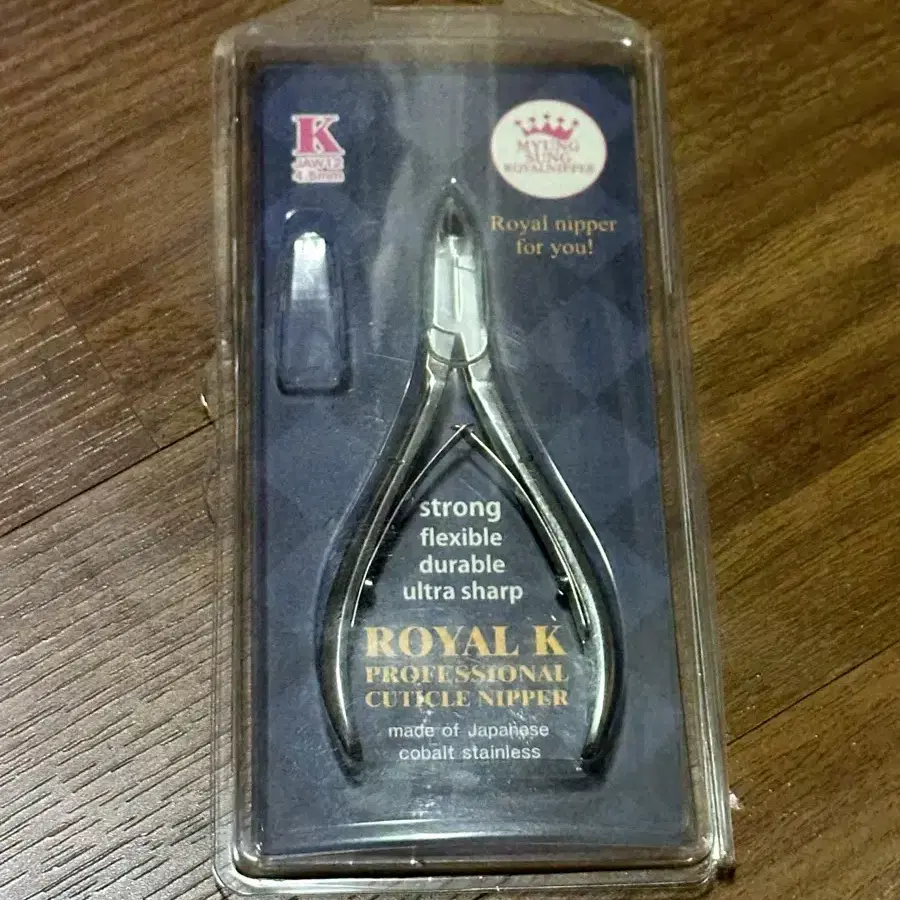 K
JAW12
4.5mm
MYUNG
SUNG
ROYALNIPPER
Royal nipper
for you!
strong
flexible
durable
ultra sharp
ROYAL K
PROFESSIONAL
CUTICLE NIPPER
made of Japanese
cobalt stainless